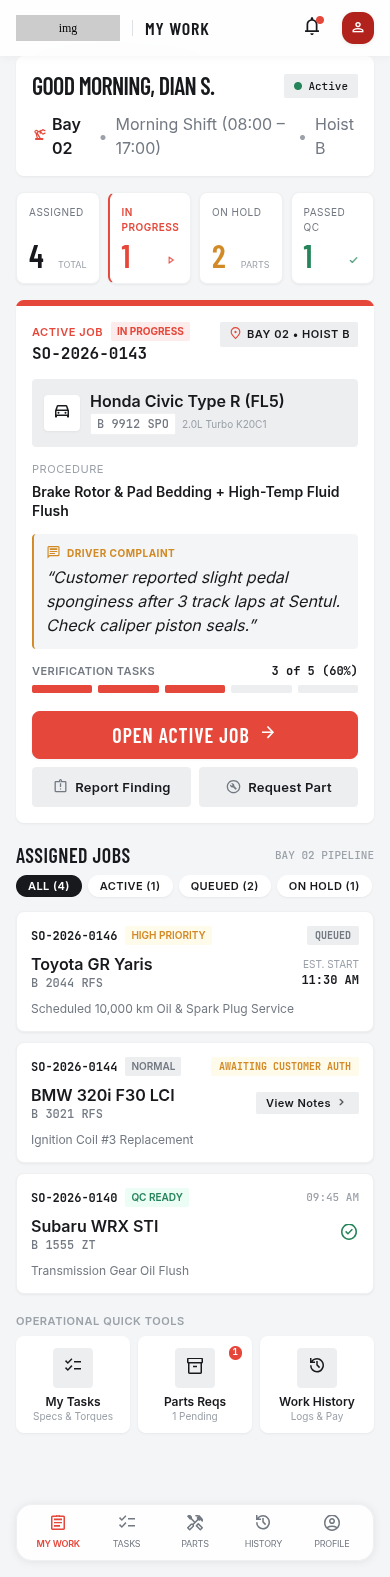 img
MY WORK
GOOD MORNING, DIAN S.
Active
Bay 02 • Morning Shift (08:00 – 17:00) • Hoist B
ASSIGNED
4 TOTAL
IN PROGRESS
1
ON HOLD
2 PARTS
PASSED QC
1
ACTIVE JOB IN PROGRESS
SO-2026-0143
BAY 02 • HOIST B
Honda Civic Type R (FL5)
B 9912 SPO 2.0L Turbo K20C1
PROCEDURE
Brake Rotor & Pad Bedding + High-Temp Fluid
Flush
DRIVER COMPLAINT
“Customer reported slight pedal
sponginess after 3 track laps at Sentul.
Check caliper piston seals.”
VERIFICATION TASKS 3 of 5 (60%)
OPEN ACTIVE JOB →
Report Finding
Request Part
ASSIGNED JOBS BAY 02 PIPELINE
ALL (4) ACTIVE (1) QUEUED (2) ON HOLD (1)
SO-2026-0146 HIGH PRIORITY QUEUED
Toyota GR Yaris
B 2044 RFS
EST. START
11:30 AM
Scheduled 10,000 km Oil & Spark Plug Service
SO-2026-0144 NORMAL AWAITING CUSTOMER AUTH
BMW 320i F30 LCI
B 3021 RFS
View Notes >
Ignition Coil #3 Replacement
SO-2026-0140 QC READY 09:45 AM
Subaru WRX STI
B 1555 ZT
Transmission Gear Oil Flush
OPERATIONAL QUICK TOOLS
My Tasks
Specs & Torques
1
Parts Reqs
1 Pending
Work History
Logs & Pay
MY WORK TASKS PARTS HISTORY PROFILE